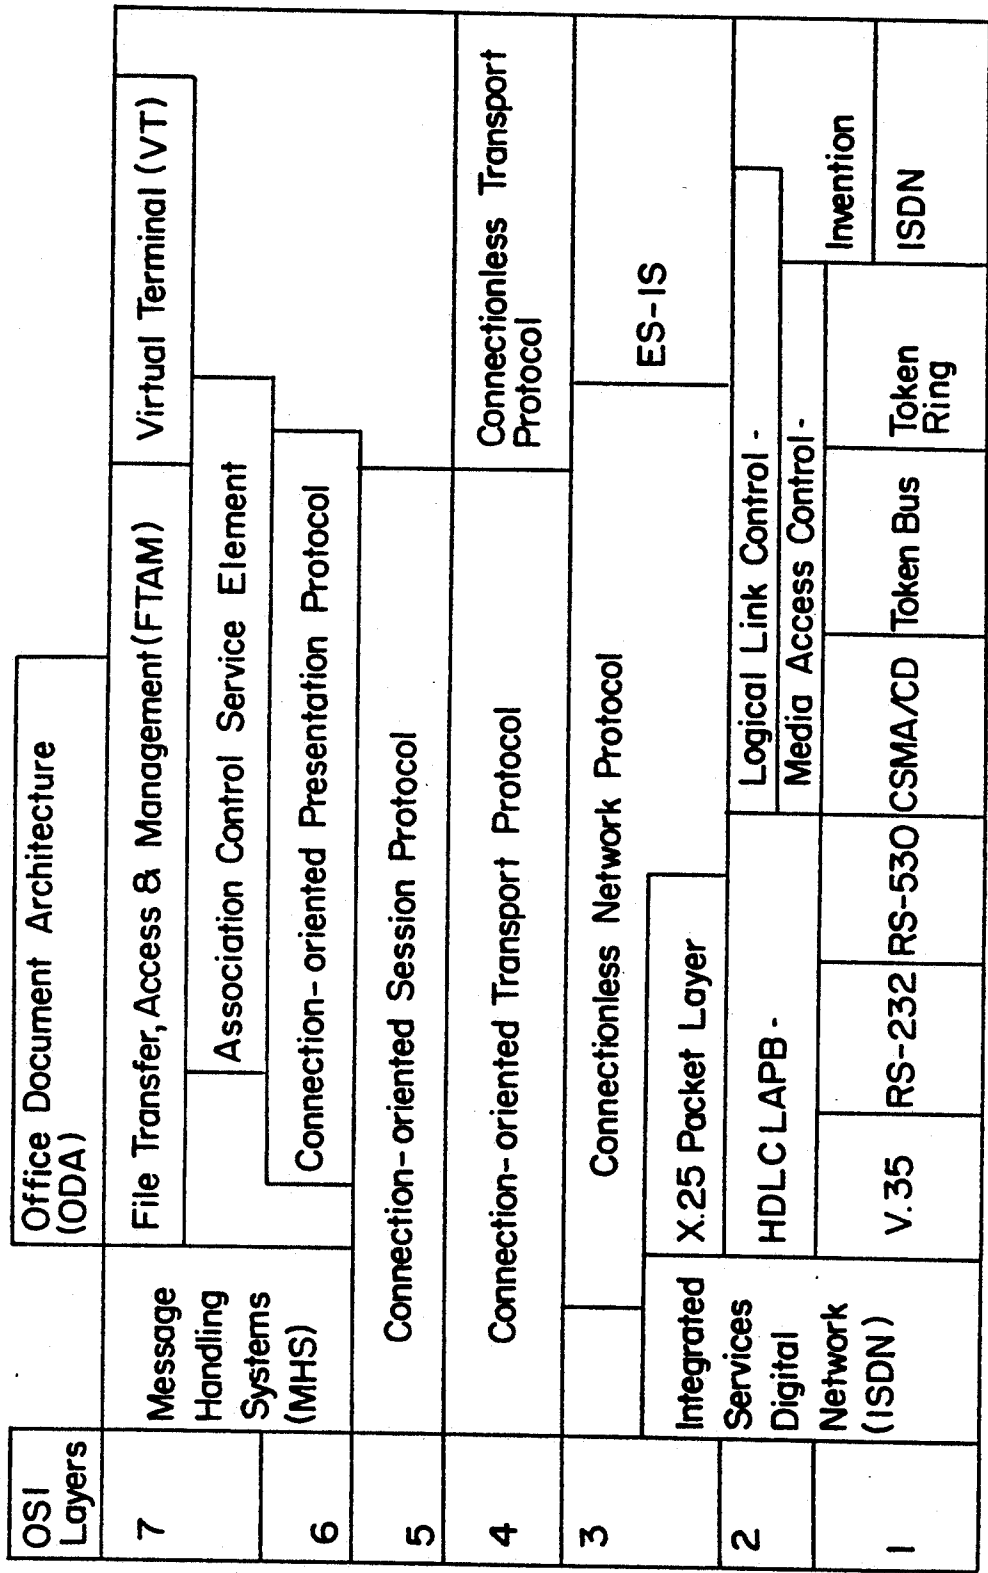 OSI
Layers
Office Document Architecture
(ODA)
7
Message
Handling
Systems
(MHS)
File Transfer, Access & Management (FTAM)
Virtual Terminal (VT)
Association Control Service Element
6
Connection-oriented Presentation Protocol
5
Connection-oriented Session Protocol
4
Connection-oriented Transport Protocol
Connectionless Transport
Protocol
3
Connectionless Network Protocol
ES-IS
Integrated
Services
Digital
Network
(ISDN)
X.25 Packet Layer
2
HDLC LAPB -
Logical Link Control -
Media Access Control -
Invention
1
V.35
RS-232
RS-530
CSMA/CD
Token Bus
Token
Ring
ISDN